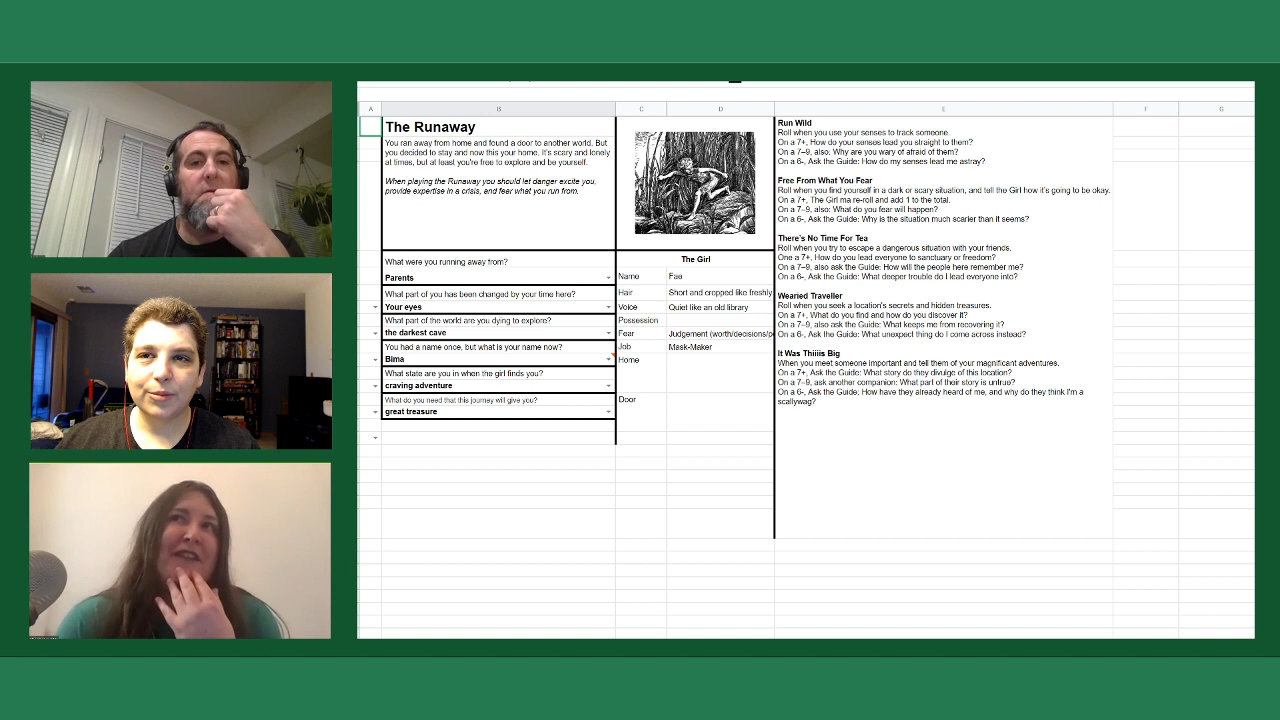 A
B
C
D
E
F
G
The Runaway
You ran away from home and found a door to another world. But
you decided to stay and now this your home. It's scary and lonely
at times, but at least you're free to explore and be yourself.
When playing the Runaway you should let danger excite you,
provide expertise in a crisis, and fear what you run from.
What were you running away from?
Parents
What part of you has been changed by your time here?
Your eyes
What part of the world are you dying to explore?
the darkest cave
You had a name once, but what is your name now?
Bima
What state are you in when the girl finds you?
craving adventure
What do you need that this journey will give you?
great treasure
The Girl
Name Fae
Hair Short and cropped like freshly
Voice Quiet like an old library
Possession
Fear Judgement (worth/decisions/p
Job Mask-Maker
Home
Door
Run Wild
Roll when you use your senses to track someone.
On a 7+, How do your senses lead you straight to them?
On a 7–9, also: Why are you wary of afraid of them?
On a 6-, Ask the Guide: How do my senses lead me astray?
Free From What You Fear
Roll when you find yourself in a dark or scary situation, and tell the Girl how it's going to be okay.
On a 7+, The Girl ma re-roll and add 1 to the total.
On a 7–9, also: What do you fear will happen?
On a 6-, Ask the Guide: Why is the situation much scarier than it seems?
There's No Time For Tea
Roll when you try to escape a dangerous situation with your friends.
One a 7+, How do you lead everyone to sanctuary or freedom?
On a 7–9, also ask the Guide: How will the people here remember me?
On a 6-, Ask the Guide: What deeper trouble do I lead everyone into?
Wearied Traveller
Roll when you seek a location's secrets and hidden treasures.
On a 7+, What do you find and how do you discover it?
On a 7–9, also ask the Guide: What keeps me from recovering it?
On a 6-, Ask the Guide: What unexpect thing do I come across instead?
It Was Thiiiis Big
When you meet someone important and tell them of your magnificent adventures.
On a 7+, Ask the Guide: What story do they divulge of this location?
On a 7–9, ask another companion: What part of their story is untrue?
On a 6-, Ask the Guide: How have they already heard of me, and why do they think I'm a
scallywag?